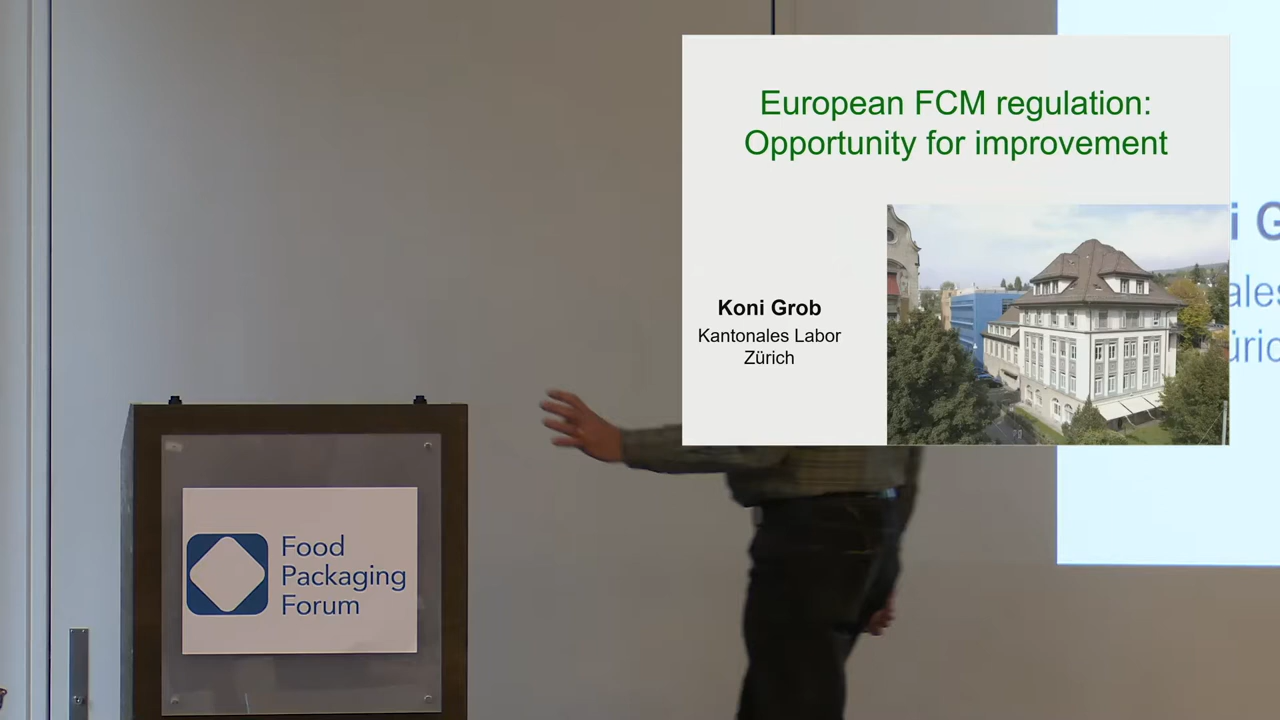 European FCM regulation:
Opportunity for improvement
Koni Grob
Kantonales Labor
Zürich
Food
Packaging
Forum